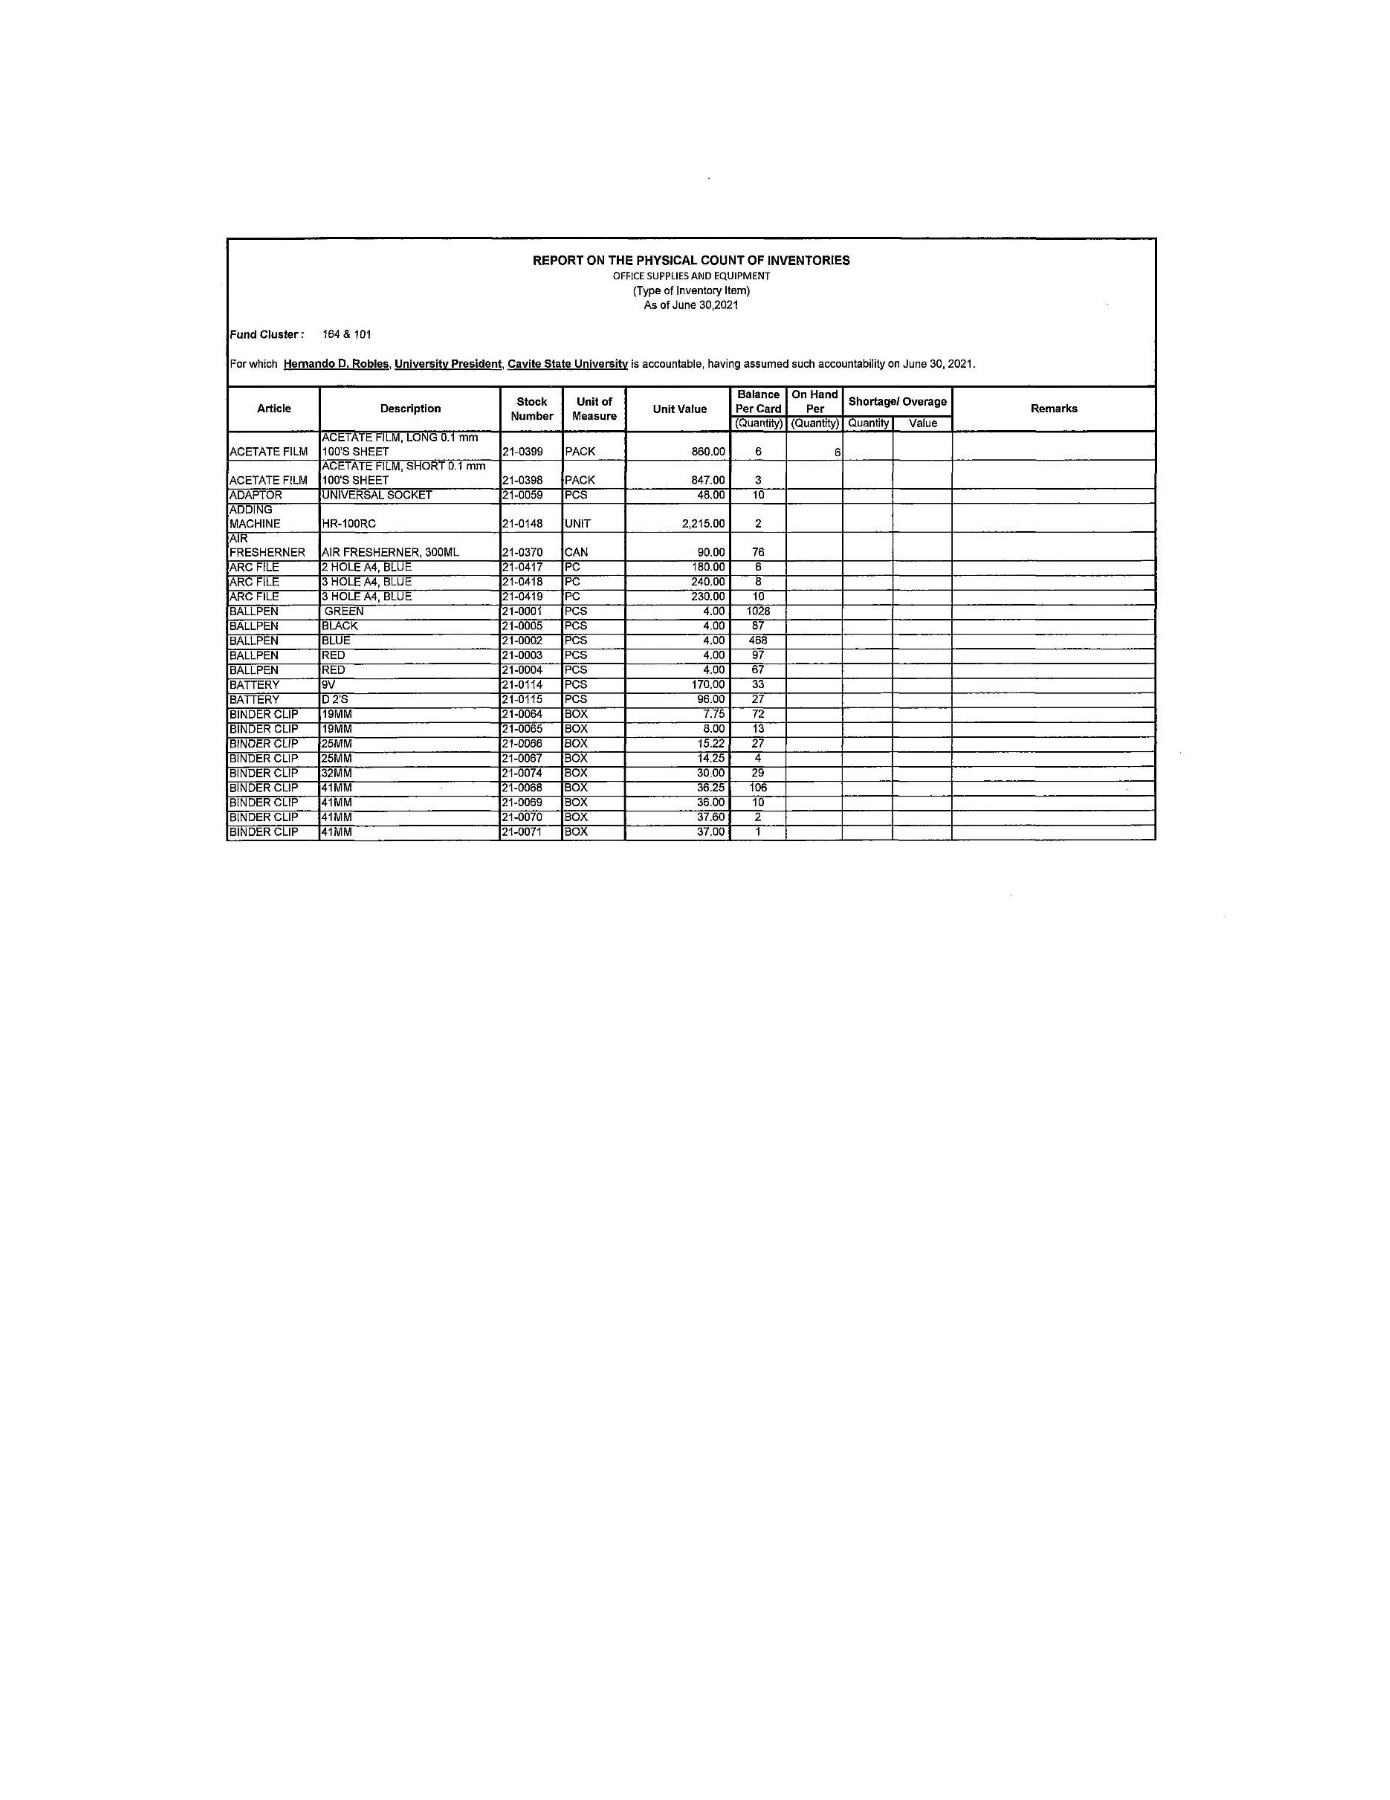 REPORT ON THE PHYSICAL COUNT OF INVENTORIES
OFFICE SUPPLIES AND EQUIPMENT
(Type of Inventory Item)
As of June 30,2021
Fund Cluster : 164 & 101
For which Hernando D. Robles, University President, Cavite State University is accountable, having assumed such accountability on June 30, 2021.
Article Description Stock Number Unit of Measure Unit Value Balance Per Card On Hand Per Shortage/ Overage Remarks
(Quantity) (Quantity) Quantity Value
ACETATE FILM ACETATE FILM, LONG 0.1 mm 100'S SHEET 21-0399 PACK 860.00 6 6
ACETATE FILM ACETATE FILM, SHORT 0.1 mm 100'S SHEET 21-0398 PACK 847.00 3
ADAPTOR UNIVERSAL SOCKET 21-0059 PCS 48.00 10
ADDING MACHINE HR-100RC 21-0148 UNIT 2,215.00 2
AIR FRESHERNER AIR FRESHERNER, 300ML 21-0370 CAN 90.00 76
ARC FILE 2 HOLE A4, BLUE 21-0417 PC 180.00 6
ARC FILE 3 HOLE A4, BLUE 21-0418 PC 240.00 8
ARC FILE 3 HOLE A4, BLUE 21-0419 PC 230.00 10
BALLPEN GREEN 21-0001 PCS 4.00 1028
BALLPEN BLACK 21-0005 PCS 4.00 87
BALLPEN BLUE 21-0002 PCS 4.00 468
BALLPEN RED 21-0003 PCS 4.00 97
BALLPEN RED 21-0004 PCS 4.00 67
BATTERY 9V 21-0114 PCS 170.00 33
BATTERY D 2'S 21-0115 PCS 96.00 27
BINDER CLIP 19MM 21-0064 BOX 7.75 72
BINDER CLIP 19MM 21-0065 BOX 8.00 13
BINDER CLIP 25MM 21-0066 BOX 15.22 27
BINDER CLIP 25MM 21-0067 BOX 14.25 4
BINDER CLIP 32MM 21-0074 BOX 30.00 29
BINDER CLIP 41MM 21-0068 BOX 36.25 106
BINDER CLIP 41MM 21-0069 BOX 36.00 10
BINDER CLIP 41MM 21-0070 BOX 37.60 2
BINDER CLIP 41MM 21-0071 BOX 37.00 1